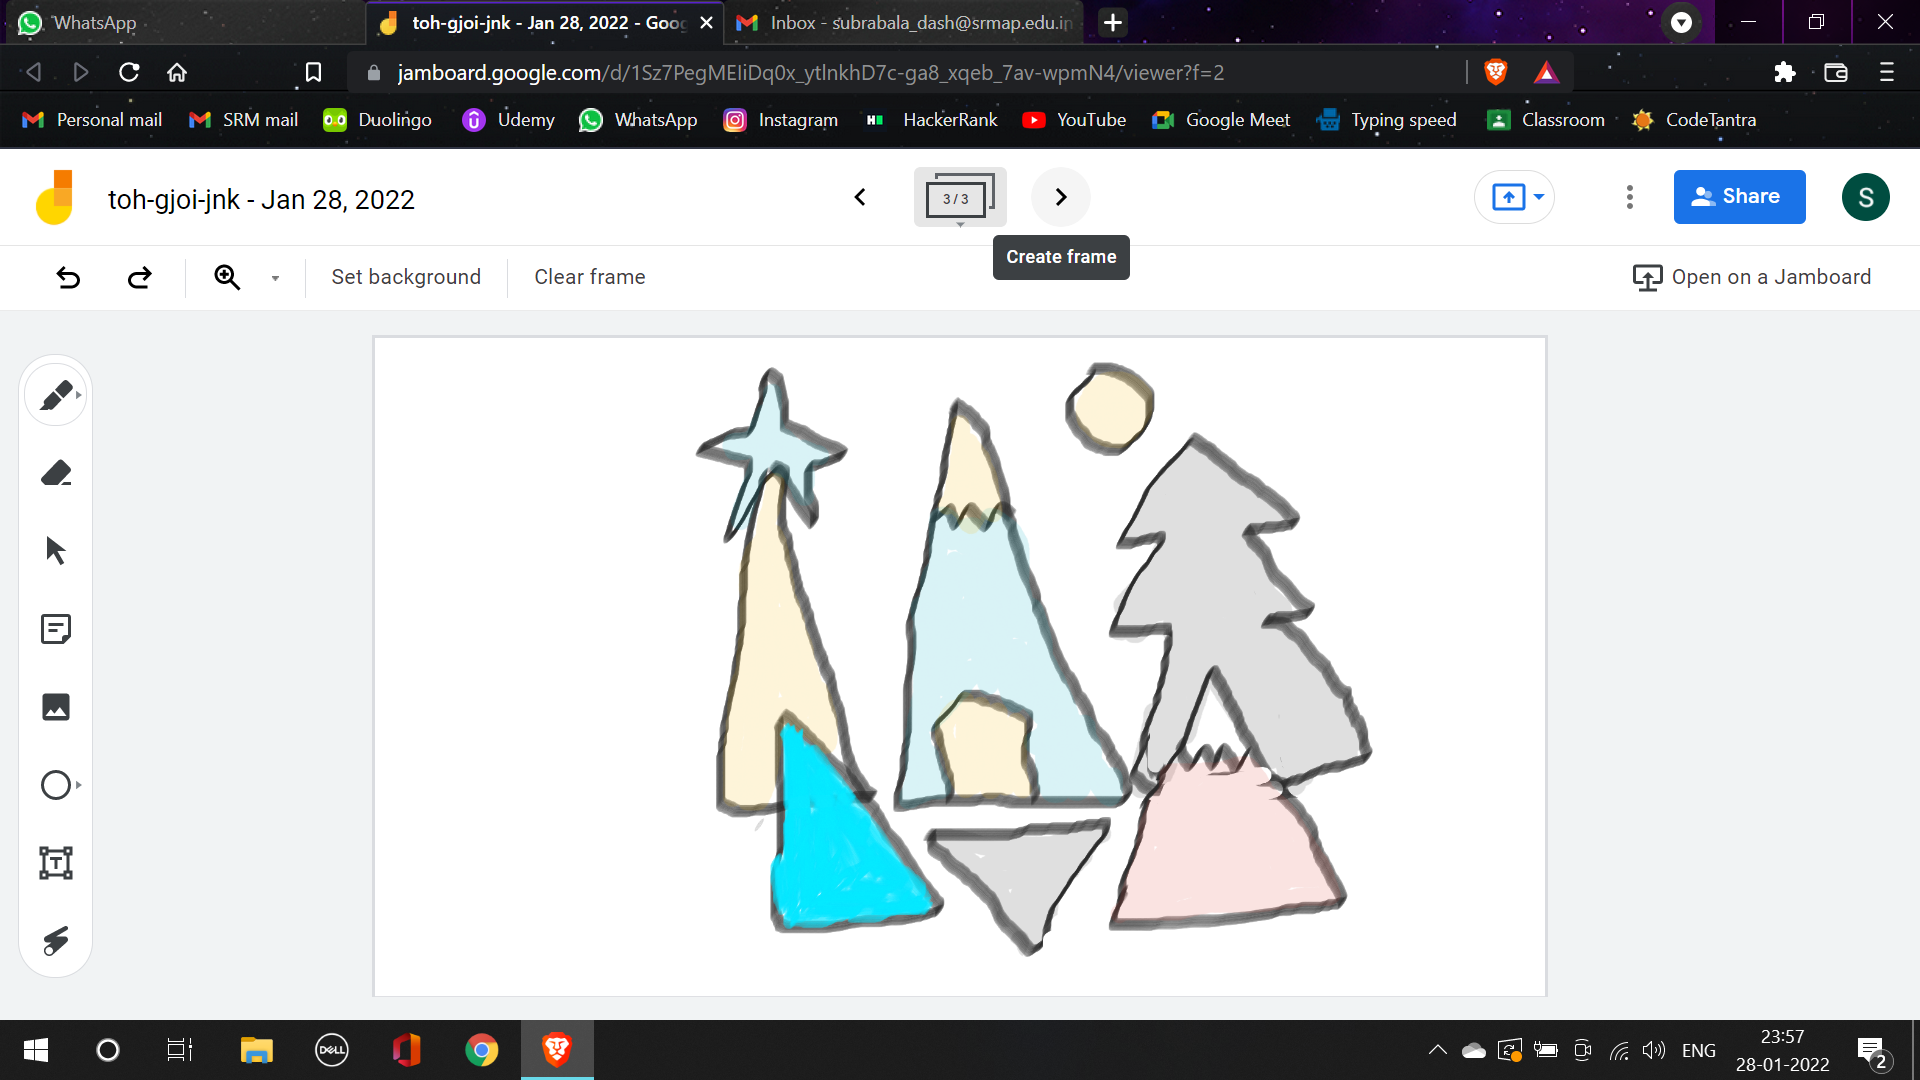 WhatsApp
toh-gjoi-jnk - Jan 28, 2022 - Goo
Inbox - subrabala_dash@srmap.edu.in
jamboard.google.com/d/1Sz7PegMEIiDq0x_ytInkhD7c-ga8_xqeb_7av-wpmN4/viewer?f=2
Personal mail SRM mail Duolingo Udemy WhatsApp Instagram HackerRank YouTube Google Meet Typing speed Classroom CodeTantra
toh-gjoi-jnk - Jan 28, 2022
3 / 3
Share
S
Create frame
Set background Clear frame Open on a Jamboard
DELL
ENG
23:57
28-01-2022
2